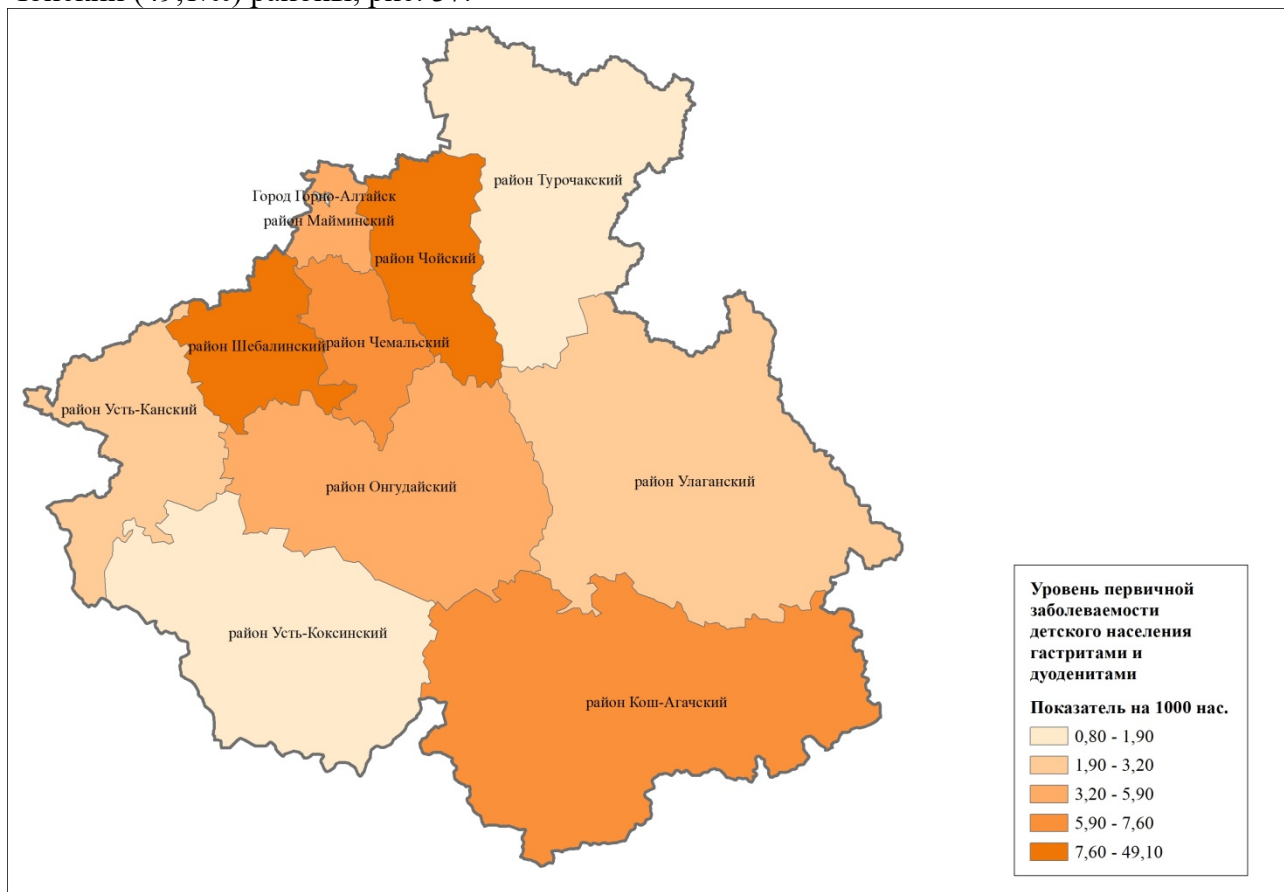 район Турочакский
Город Горно-Алтайск
район Майминский
район Чойский
район Шебалинский
район Чемальский
район Усть-Канский
район Онгудайский
район Улаганский
район Усть-Коксинский
район Кош-Агачский
Уровень первичной
заболеваемости
детского населения
гастритами и
дуоденитами
Показатель на 1000 нас.
0,80 - 1,90
1,90 - 3,20
3,20 - 5,90
5,90 - 7,60
7,60 - 49,10